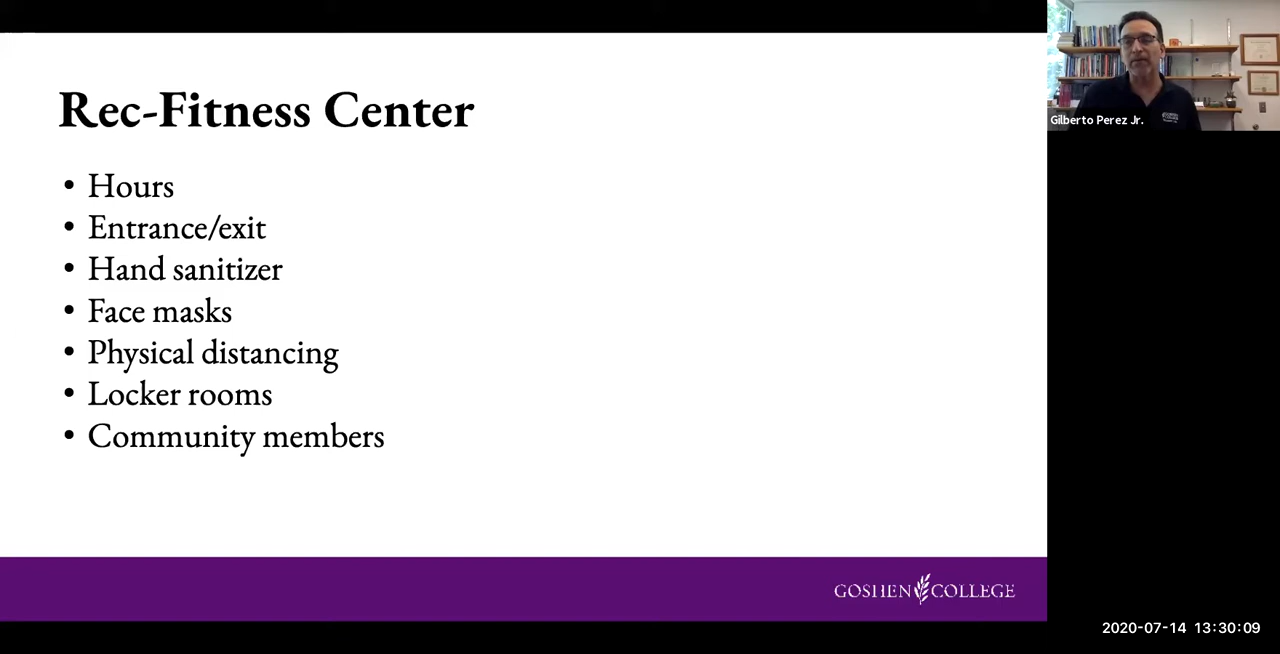 Rec-Fitness Center
• Hours
• Entrance/exit
• Hand sanitizer
• Face masks
• Physical distancing
• Locker rooms
• Community members
GOSHEN COLLEGE
Gilberto Perez Jr.
2020-07-14 13:30:09